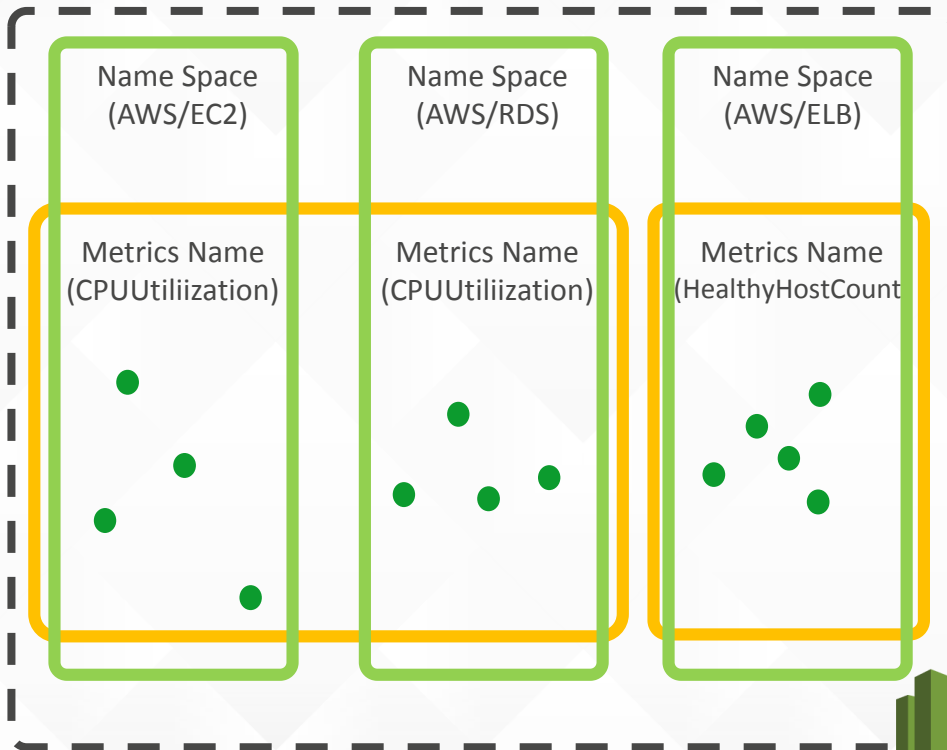 Name Space
(AWS/EC2)
Name Space
(AWS/RDS)
Name Space
(AWS/ELB)
Metrics Name
(CPUUtiliization)
Metrics Name
(CPUUtiliization)
Metrics Name
(HealthyHostCount